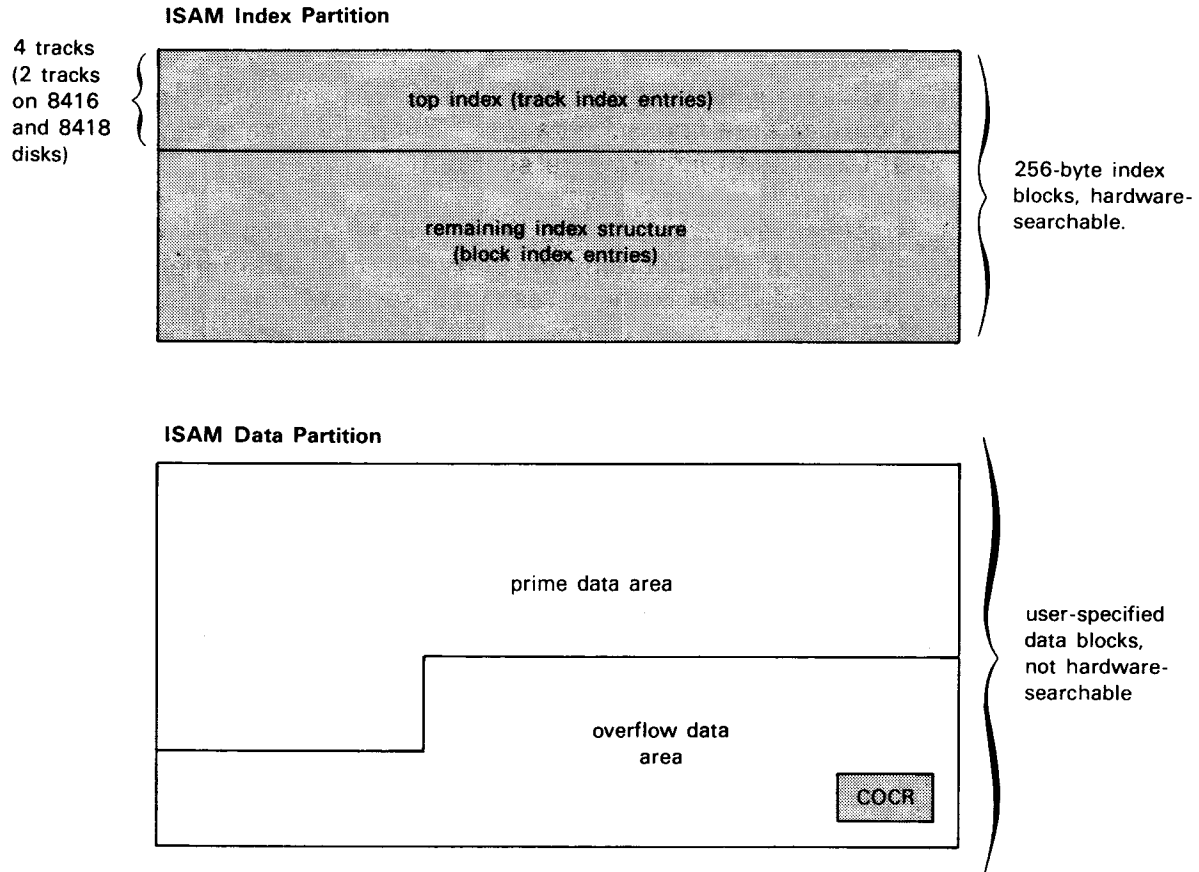 ISAM Index Partition
4 tracks
(2 tracks
on 8416
and 8418
disks)
top index (track index entries)
remaining index structure
(block index entries)
256-byte index
blocks, hardware-
searchable.
ISAM Data Partition
prime data area
overflow data
area
COCR
user-specified
data blocks,
not hardware-
searchable